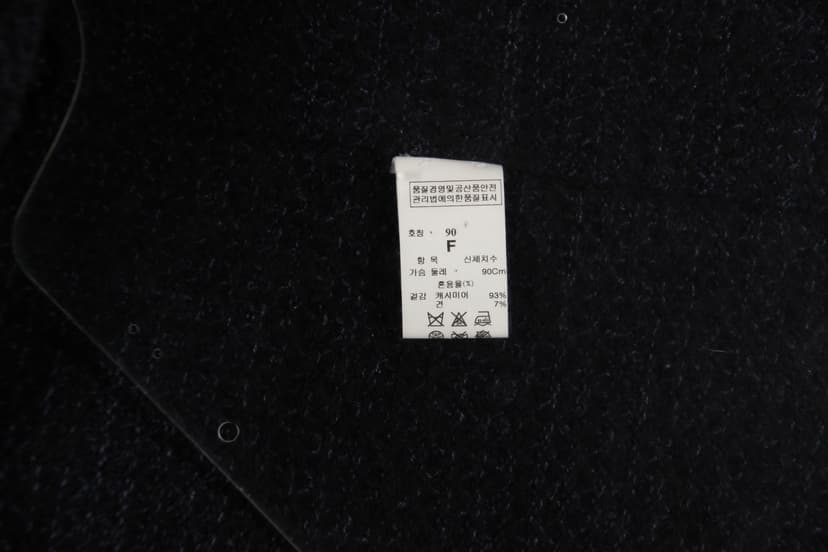 품질경영및공산품안전
관리법에의한품질표시
호칭 · 90
F
항 목 신체치수
가슴 둘레 · 90Cm
혼용율(%)
겉감 캐시미어 93%
견 7%